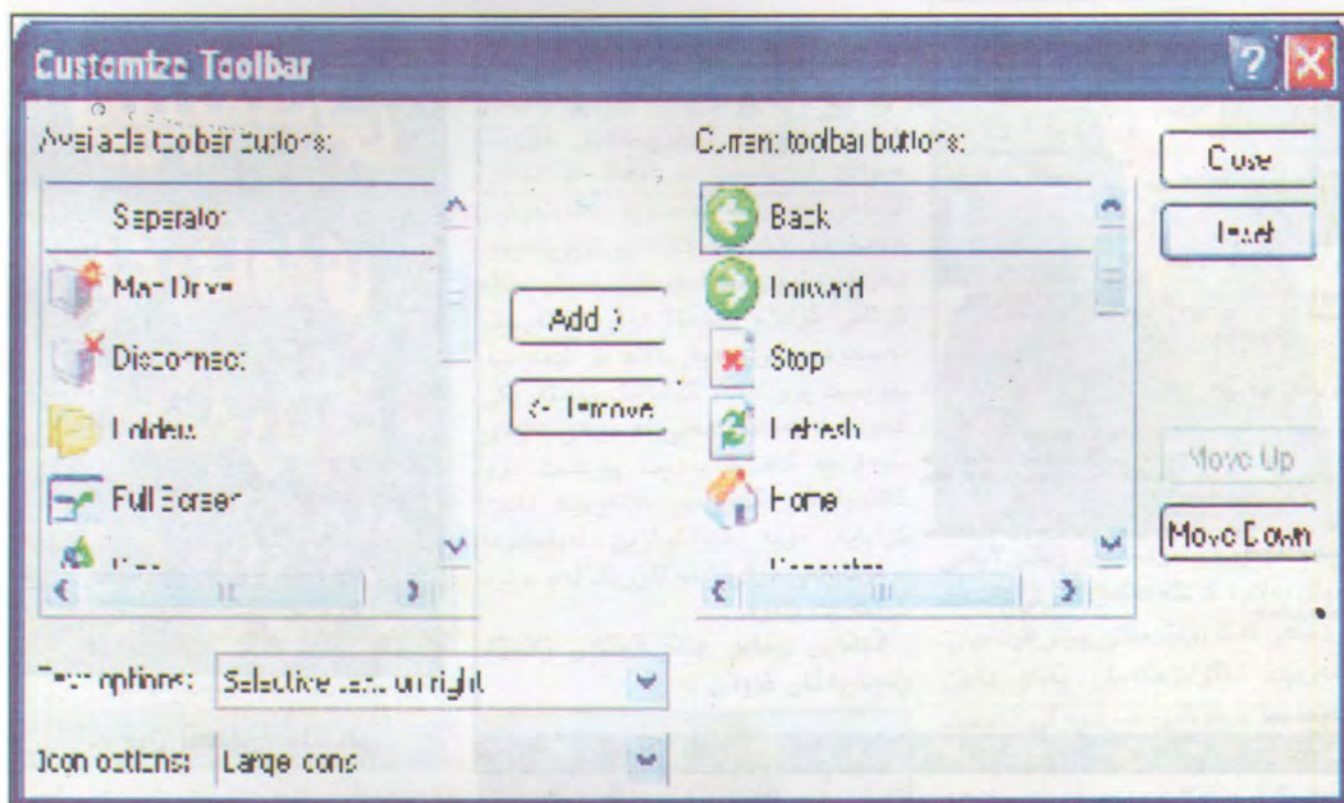 Customize Toolbar
Available toolbar buttons:
Separator
Map Drive
Disconnect
Folders
Full Screen
Add ->
<- Remove
Current toolbar buttons:
Back
Forward
Stop
Refresh
Home
Close
Reset
Move Up
Move Down
Text options:
Selective text on right
Icon options:
Large icons